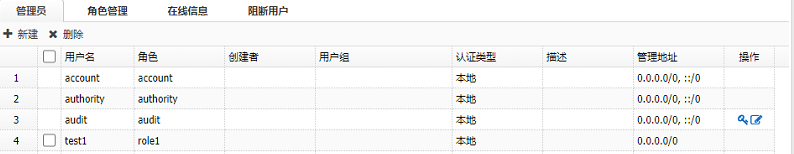 管理员 角色管理 在线信息 阻断用户
新建 删除
用户名 角色 创建者 用户组 认证类型 描述 管理地址 操作
1 account account 本地 0.0.0.0/0, ::/0
2 authority authority 本地 0.0.0.0/0, ::/0
3 audit audit 本地 0.0.0.0/0, ::/0
4 test1 role1 本地 0.0.0.0/0